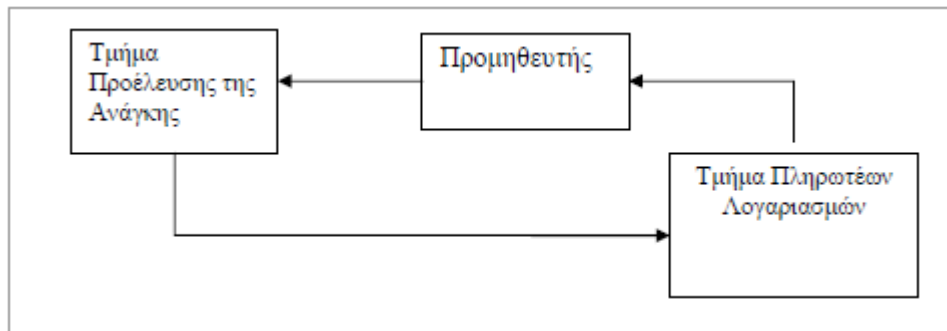 Τμήμα
Προέλευσης της
Ανάγκης
Προμηθευτής
Τμήμα Πληρωτέων
Λογαριασμών